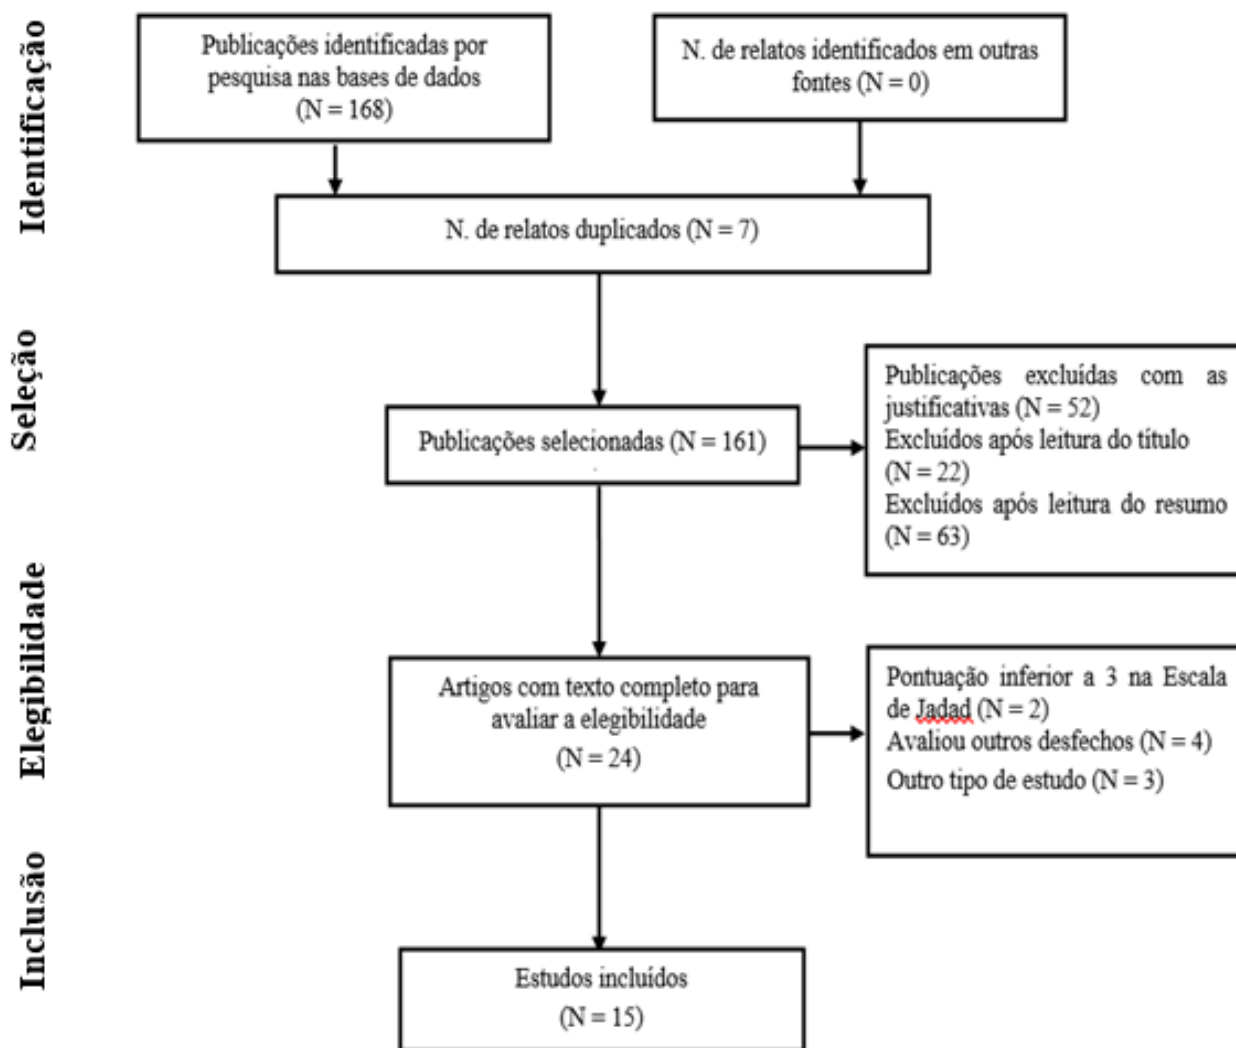 Identificação
Publicações identificadas por
pesquisa nas bases de dados
(N = 168)
N. de relatos identificados em outras
fontes (N = 0)
N. de relatos duplicados (N = 7)
Seleção
Publicações selecionadas (N = 161)
Publicações excluídas com as
justificativas (N = 52)
Excluídos após leitura do título
(N = 22)
Excluídos após leitura do resumo
(N = 63)
Elegibilidade
Artigos com texto completo para
avaliar a elegibilidade
(N = 24)
Pontuação inferior a 3 na Escala
de Jadad (N = 2)
Avaliou outros desfechos (N = 4)
Outro tipo de estudo (N = 3)
Inclusão
Estudos incluídos
(N = 15)